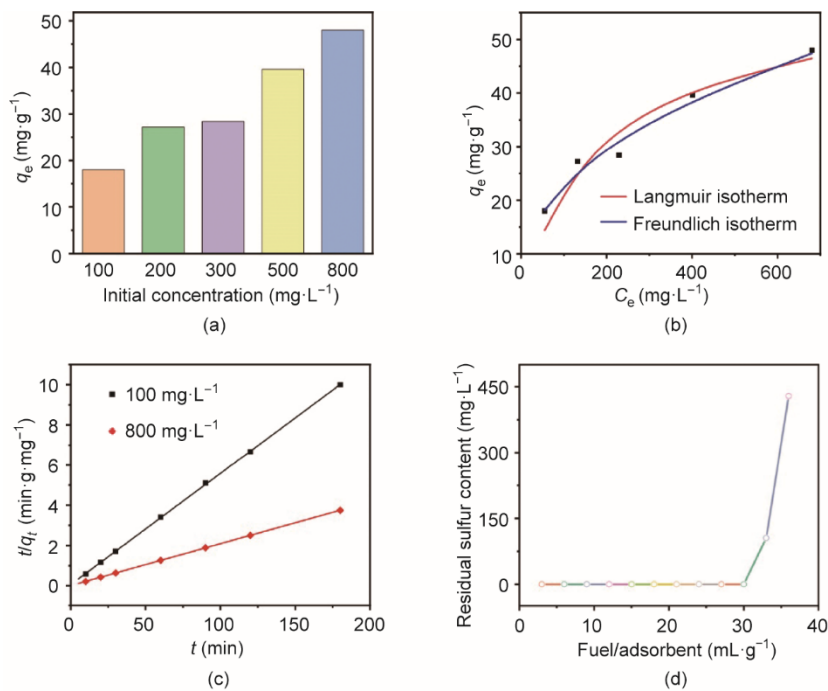 50
40
30
20
10
0
qₑ (mg·g⁻¹)
100 200 300 500 800
Initial concentration (mg·L⁻¹)
(a)
50
40
30
20
10
qₑ (mg·g⁻¹)
Langmuir isotherm
Freundlich isotherm
0 200 400 600
Cₑ (mg·L⁻¹)
(b)
10
8
6
4
2
0
t/qₜ (min·g·mg⁻¹)
100 mg·L⁻¹
800 mg·L⁻¹
0 50 100 150 200
t (min)
(c)
450
300
150
0
Residual sulfur content (mg·L⁻¹)
0 10 20 30 40
Fuel/adsorbent (mL·g⁻¹)
(d)